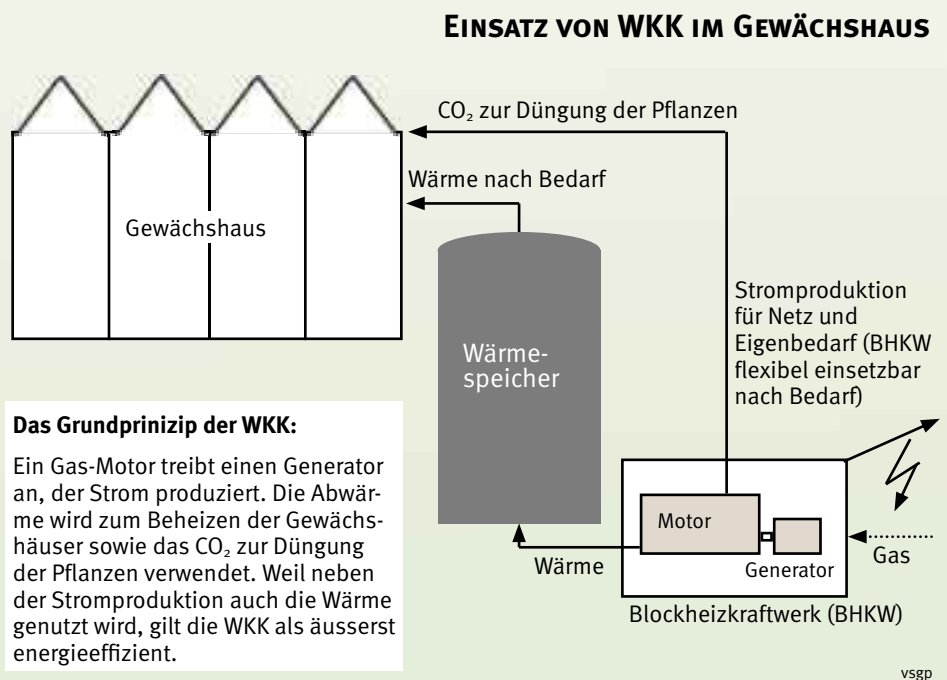 EINSATZ VON WKK IM GEWÄCHSHAUS
CO₂ zur Düngung der Pflanzen
Wärme nach Bedarf
Gewächshaus
Stromproduktion
für Netz und
Eigenbedarf (BHKW
flexibel einsetzbar
nach Bedarf)
Wärme-
speicher
Das Grundprinizip der WKK:
Ein Gas-Motor treibt einen Generator
an, der Strom produziert. Die Abwär-
me wird zum Beheizen der Gewächs-
häuser sowie das CO₂ zur Düngung
der Pflanzen verwendet. Weil neben
der Stromproduktion auch die Wärme
genutzt wird, gilt die WKK als äusserst
energieeffizient.
Motor
Generator
Wärme
Gas
Blockheizkraftwerk (BHKW)
vsgp